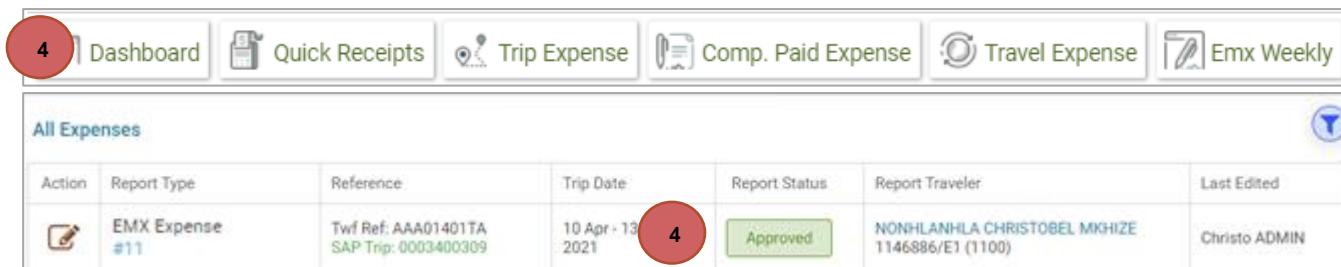 4 Dashboard Quick Receipts Trip Expense Comp. Paid Expense Travel Expense Emx Weekly
All Expenses
Action Report Type Reference Trip Date Report Status Report Traveler Last Edited
EMX Expense Twf Ref: AAA01401TA 10 Apr - 13 4 Approved NONHLANHLA CHRISTOBEL MKHIZE Christo ADMIN
#11 SAP Trip: 0003400309 2021 1146886/E1 (1100)